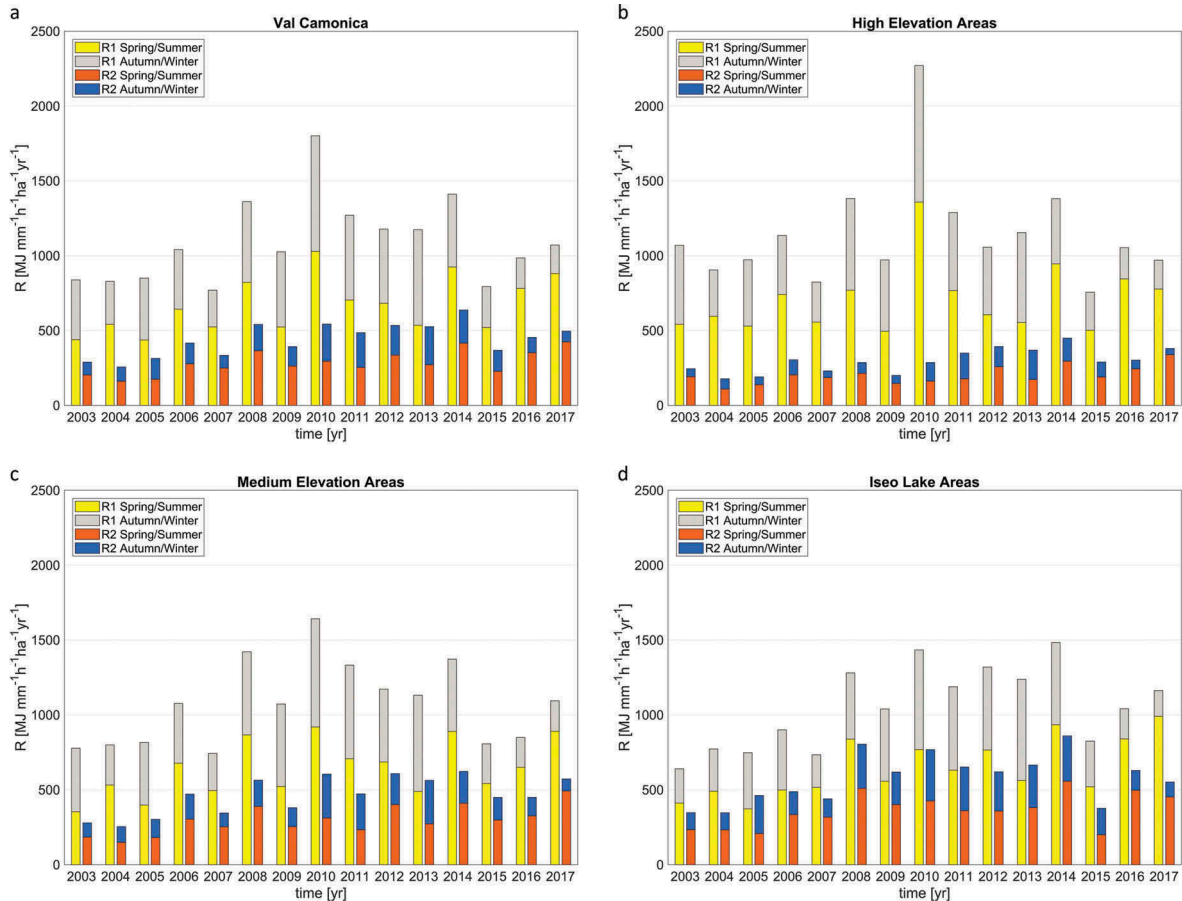 a
Val Camonica
2500
2000
1500
1000
500
0
R [MJ mm⁻¹h⁻¹ha⁻¹yr⁻¹]
R1 Spring/Summer
R1 Autumn/Winter
R2 Spring/Summer
R2 Autumn/Winter
2003 2004 2005 2006 2007 2008 2009 2010 2011 2012 2013 2014 2015 2016 2017
time [yr]
b
High Elevation Areas
2500
2000
1500
1000
500
0
R [MJ mm⁻¹h⁻¹ha⁻¹yr⁻¹]
R1 Spring/Summer
R1 Autumn/Winter
R2 Spring/Summer
R2 Autumn/Winter
2003 2004 2005 2006 2007 2008 2009 2010 2011 2012 2013 2014 2015 2016 2017
time [yr]
c
Medium Elevation Areas
2500
2000
1500
1000
500
0
R [MJ mm⁻¹h⁻¹ha⁻¹yr⁻¹]
R1 Spring/Summer
R1 Autumn/Winter
R2 Spring/Summer
R2 Autumn/Winter
2003 2004 2005 2006 2007 2008 2009 2010 2011 2012 2013 2014 2015 2016 2017
time [yr]
d
Iseo Lake Areas
2500
2000
1500
1000
500
0
R [MJ mm⁻¹h⁻¹ha⁻¹yr⁻¹]
R1 Spring/Summer
R1 Autumn/Winter
R2 Spring/Summer
R2 Autumn/Winter
2003 2004 2005 2006 2007 2008 2009 2010 2011 2012 2013 2014 2015 2016 2017
time [yr]